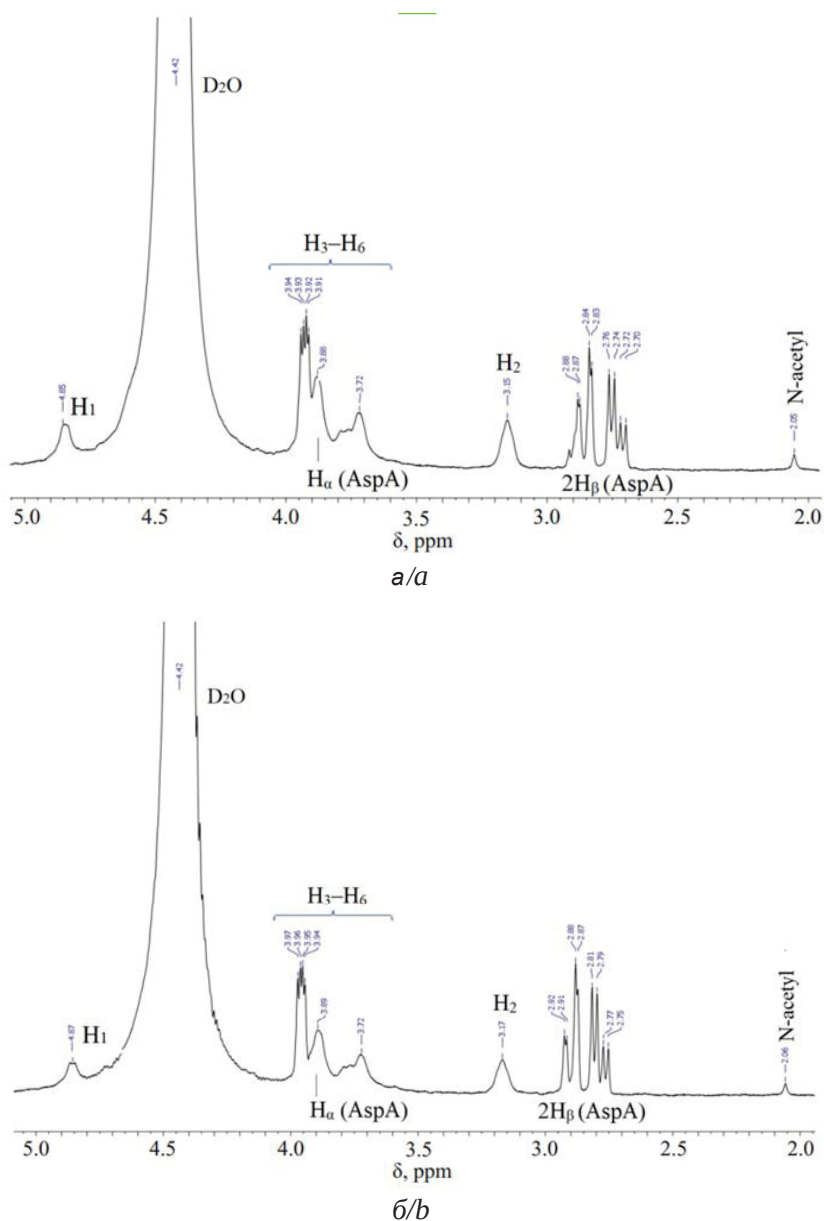 4.42
D₂O
H₃–H₆
3.94
3.93
3.92
3.91
3.88
3.72
4.85
H₁
H₂
3.15
2.88
2.87
2.84
2.83
2.76
2.74
2.72
2.70
2.05
N-acetyl
Hα (AspA)
2Hβ (AspA)
5.0 4.5 4.0 3.5 3.0 2.5 2.0
δ, ppm
а/a
4.42
D₂O
H₃–H₆
3.97
3.96
3.95
3.94
3.89
3.72
4.87
H₁
H₂
3.17
2.92
2.91
2.88
2.87
2.81
2.79
2.77
2.75
2.06
N-acetyl
Hα (AspA)
2Hβ (AspA)
5.0 4.5 4.0 3.5 3.0 2.5 2.0
δ, ppm
б/b